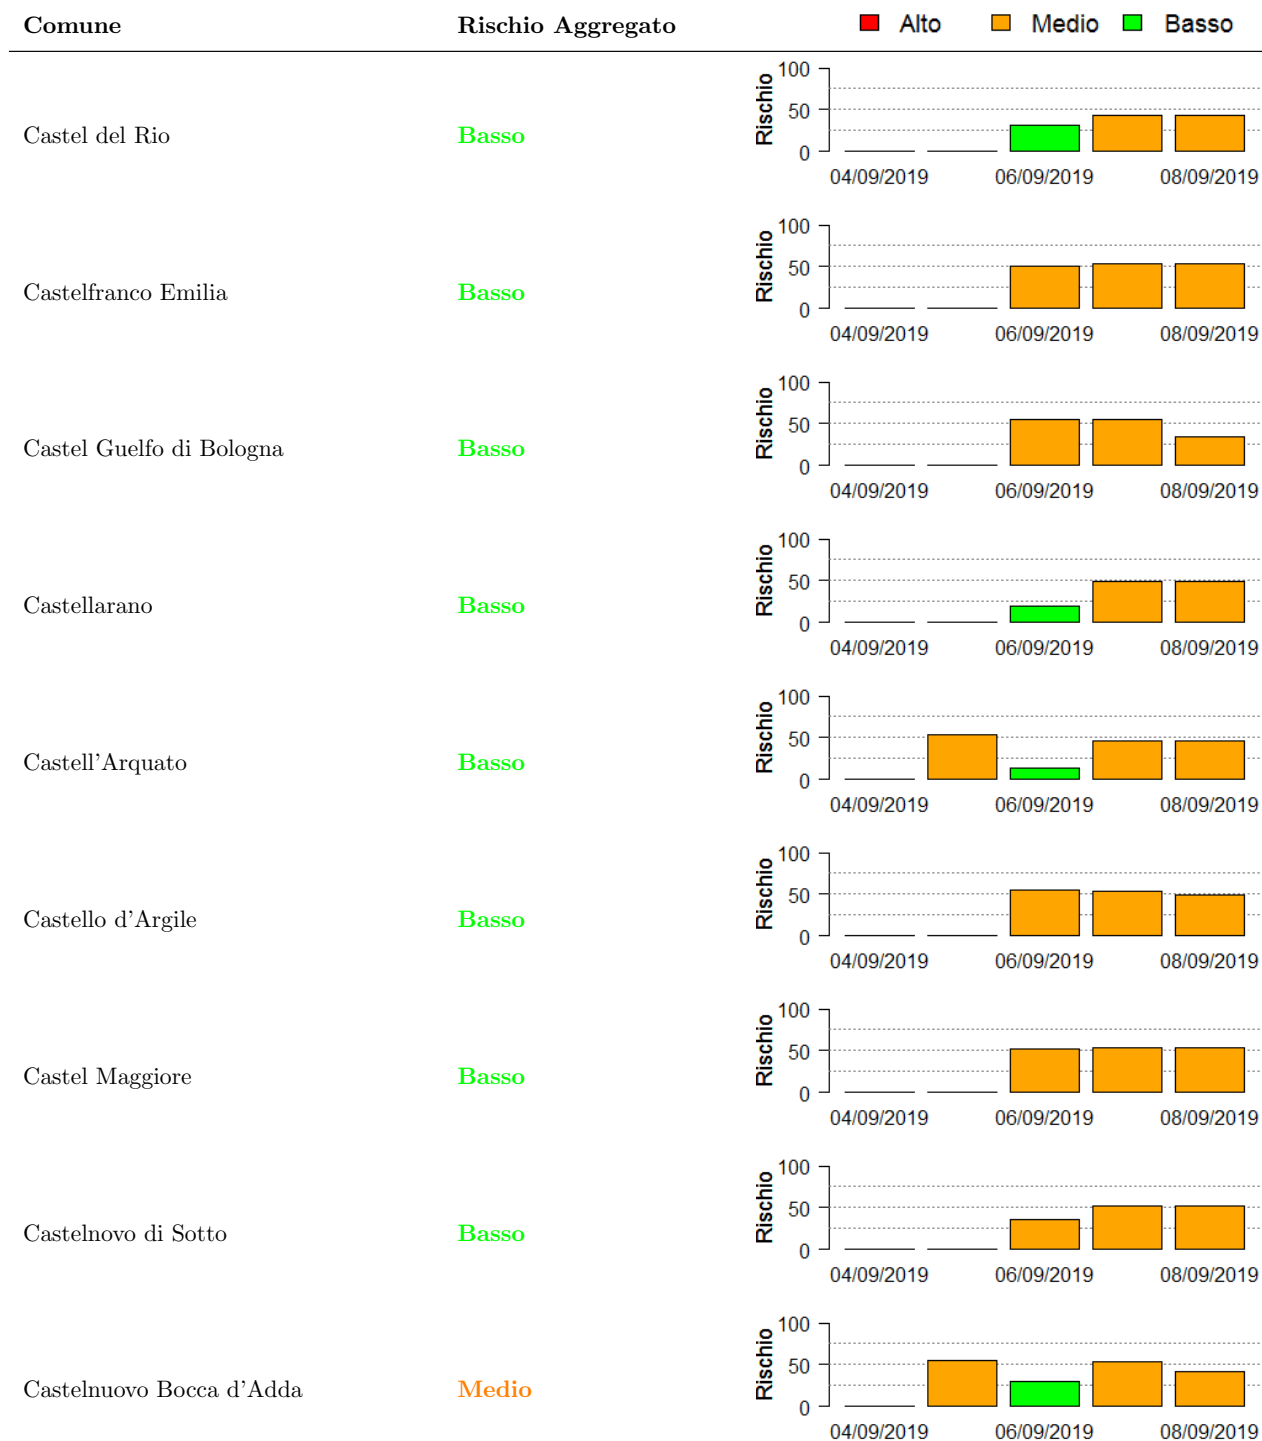 Comune Rischio Aggregato Alto Medio Basso
Castel del Rio Basso
Rischio
100
50
0
04/09/2019 06/09/2019 08/09/2019
Castelfranco Emilia Basso
Rischio
100
50
0
04/09/2019 06/09/2019 08/09/2019
Castel Guelfo di Bologna Basso
Rischio
100
50
0
04/09/2019 06/09/2019 08/09/2019
Castellarano Basso
Rischio
100
50
0
04/09/2019 06/09/2019 08/09/2019
Castell'Arquato Basso
Rischio
100
50
0
04/09/2019 06/09/2019 08/09/2019
Castello d'Argile Basso
Rischio
100
50
0
04/09/2019 06/09/2019 08/09/2019
Castel Maggiore Basso
Rischio
100
50
0
04/09/2019 06/09/2019 08/09/2019
Castelnovo di Sotto Basso
Rischio
100
50
0
04/09/2019 06/09/2019 08/09/2019
Castelnuovo Bocca d'Adda Medio
Rischio
100
50
0
04/09/2019 06/09/2019 08/09/2019